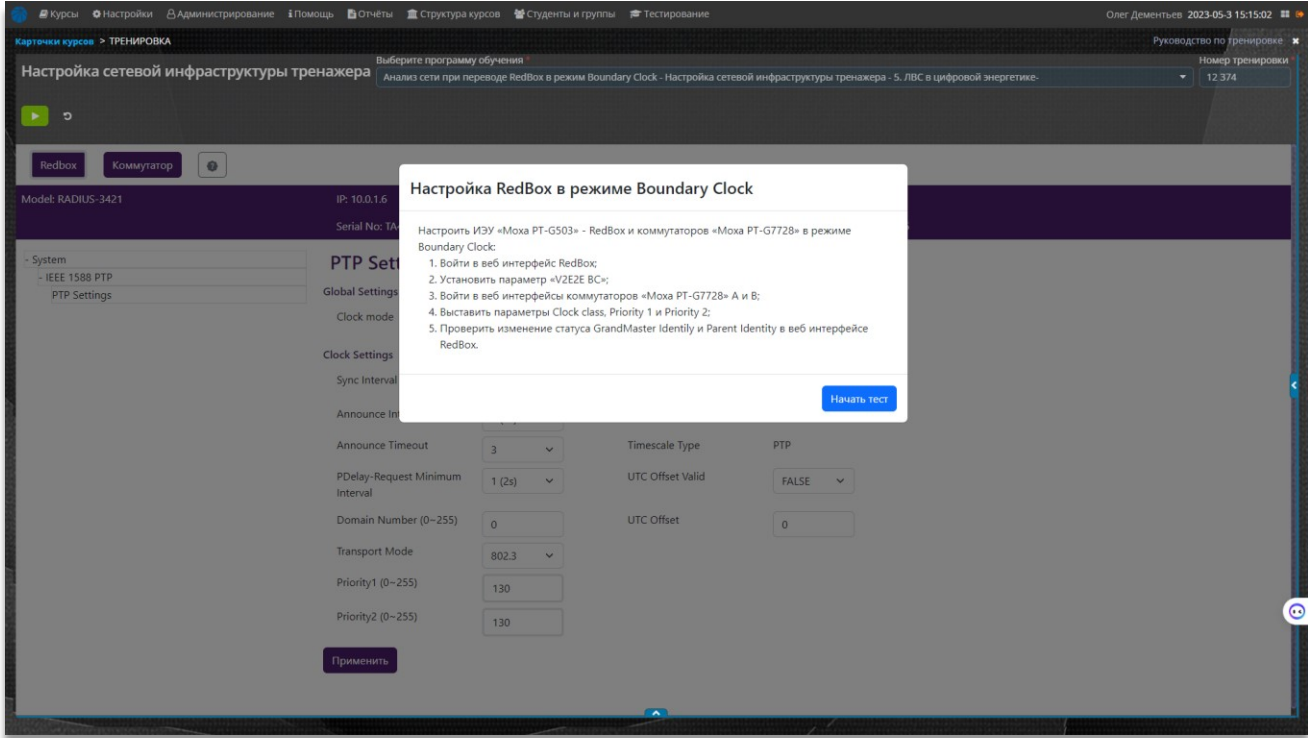 Курсы Настройки Администрирование Помощь Отчёты Структура курсов Студенты и группы Тестирование Олег Дементьев 2023-05-3 15:15:02
Карточки курсов > ТРЕНИРОВКА Руководство по тренировке
Настройка сетевой инфраструктуры тренажера
Выберите программу обучения *
Анализ сети при переводе RedBox в режим Boundary Clock - Настройка сетевой инфраструктуры тренажера - 5. ЛВС в цифровой энергетике-
Номер тренировки *
12 374
Redbox Коммутатор
Model: RADIUS-3421 IP: 10.0.1.6
Serial No: TA
- System
- IEEE 1588 PTP
PTP Settings
PTP Sett
Global Settings
Clock mode
Clock Settings
Sync Interval
Announce In
Настройка RedBox в режиме Boundary Clock
Настроить ИЭУ «Moxa PT-G503» - RedBox и коммутаторов «Moxa PT-G7728» в режиме
Boundary Clock:
1. Войти в веб интерфейс RedBox;
2. Установить параметр «V2E2E BC»;
3. Войти в веб интерфейсы коммутаторов «Moxa PT-G7728» A и B;
4. Выставить параметры Clock class, Priority 1 и Priority 2;
5. Проверить изменение статуса GrandMaster Identily и Parent Identity в веб интерфейсе
RedBox.
Начать тест
Announce Timeout 3 Timescale Type PTP
PDelay-Request Minimum
Interval
1 (2s) UTC Offset Valid FALSE
Domain Number (0~255) 0 UTC Offset 0
Transport Mode 802.3
Priority1 (0~255) 130
Priority2 (0~255) 130
Применить